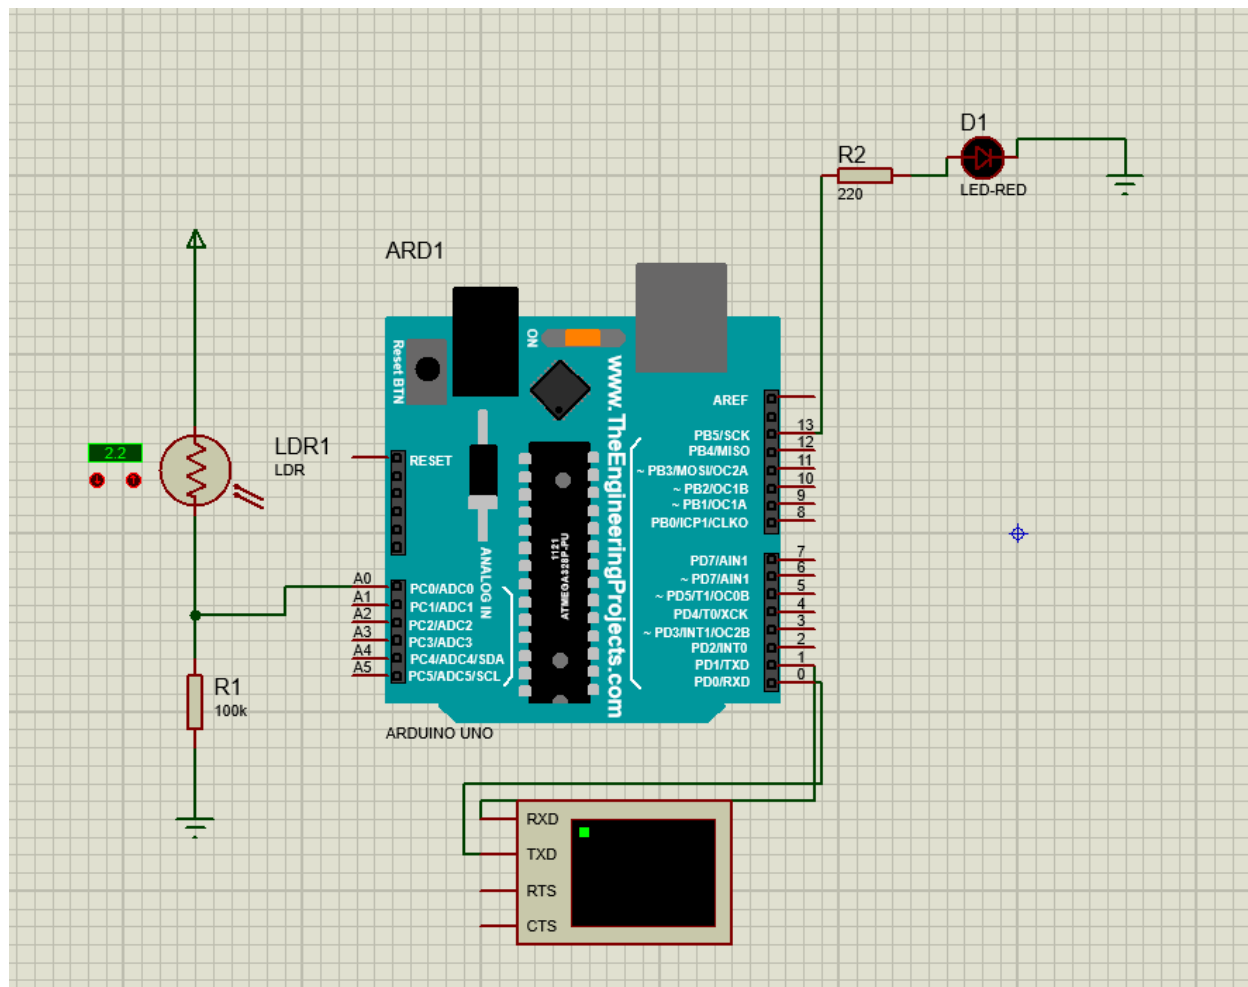 D1
R2
220
LED-RED
ARD1
ON
Reset BTN
www.TheEngineeringProjects.com
AREF
PB5/SCK 13
PB4/MISO 12
~ PB3/MOSI/OC2A 11
~ PB2/OC1B 10
~ PB1/OC1A 9
PB0/ICP1/CLKO 8
2.2
LDR1
LDR
RESET
ANALOG IN
1121
ATMEGA328P-PU
PD7/AIN1 7
~ PD7/AIN1 6
~ PD5/T1/OC0B 5
PD4/T0/XCK 4
~ PD3/INT1/OC2B 3
PD2/INT0 2
PD1/TXD 1
PD0/RXD 0
A0 PC0/ADC0
A1 PC1/ADC1
A2 PC2/ADC2
A3 PC3/ADC3
A4 PC4/ADC4/SDA
A5 PC5/ADC5/SCL
R1
100k
ARDUINO UNO
RXD
TXD
RTS
CTS